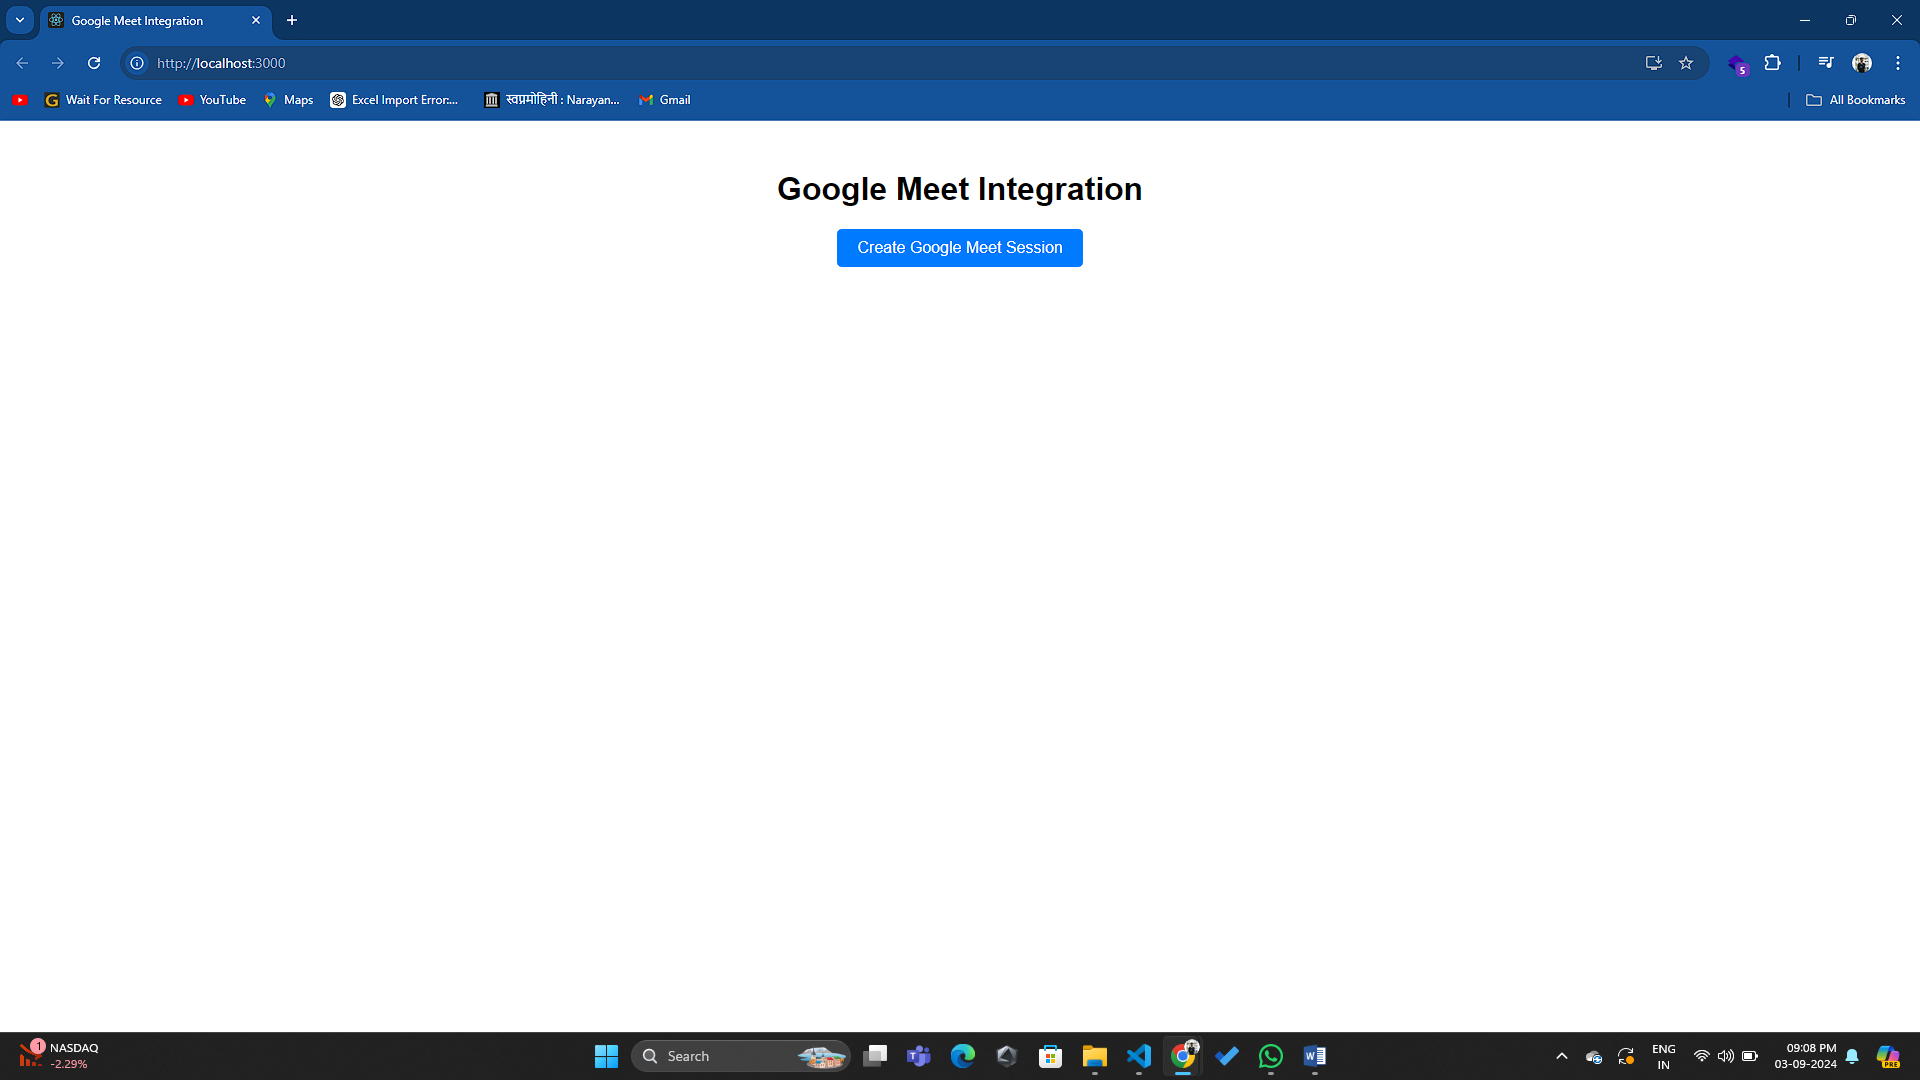 Google Meet Integration
http://localhost:3000
5
Wait For Resource
YouTube
Maps
Excel Import Error:...
स्वप्नमोहिनी : Narayan...
Gmail
All Bookmarks
Google Meet Integration
Create Google Meet Session
1
NASDAQ
-2.29%
Search
ENG
IN
09:08 PM
03-09-2024
PRE